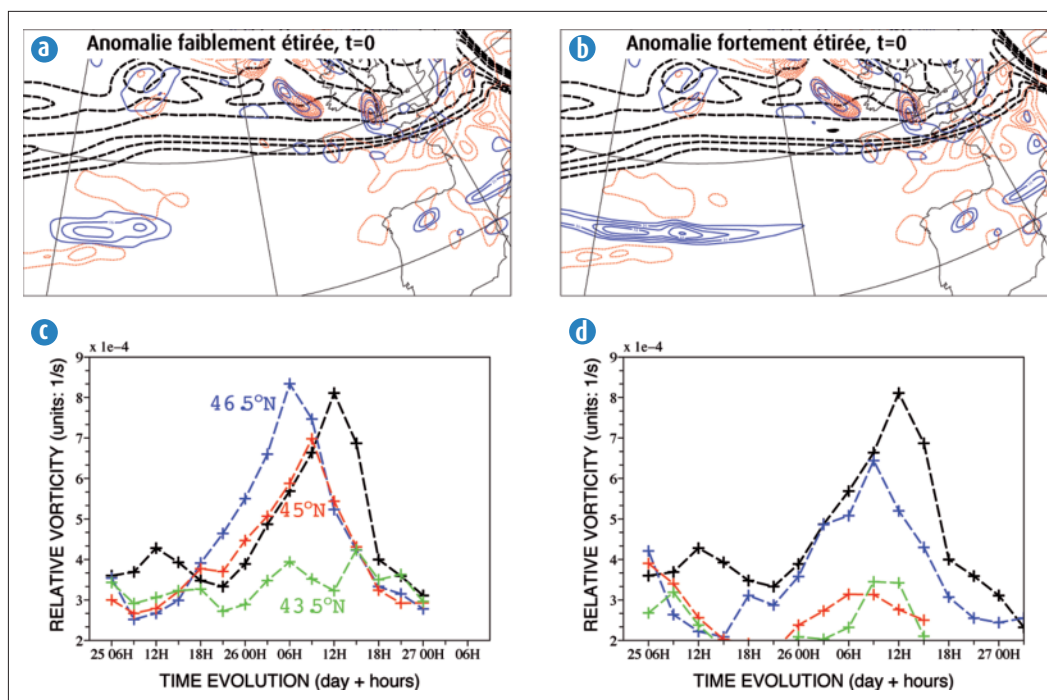 a
Anomalie faiblement étirée, t=0
b
Anomalie fortement étirée, t=0
c
x 1e–4
RELATIVE VORTICITY (units: 1/s)
9
8
7
6
5
4
3
2
46.5°N
45°N
43.5°N
25 06H 12H 18H 26 00H 06H 12H 18H 27 00H 06H
TIME EVOLUTION (day + hours)
d
x 1e–4
RELATIVE VORTICITY (units: 1/s)
9
8
7
6
5
4
3
2
25 06H 12H 18H 26 00H 06H 12H 18H 27 00H
TIME EVOLUTION (day + hours)